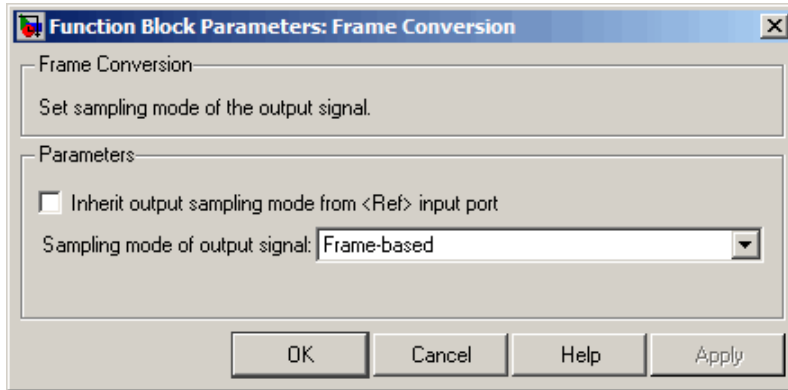 Function Block Parameters: Frame Conversion
Frame Conversion
Set sampling mode of the output signal.
Parameters
Inherit output sampling mode from <Ref> input port
Sampling mode of output signal: Frame-based
OK Cancel Help Apply